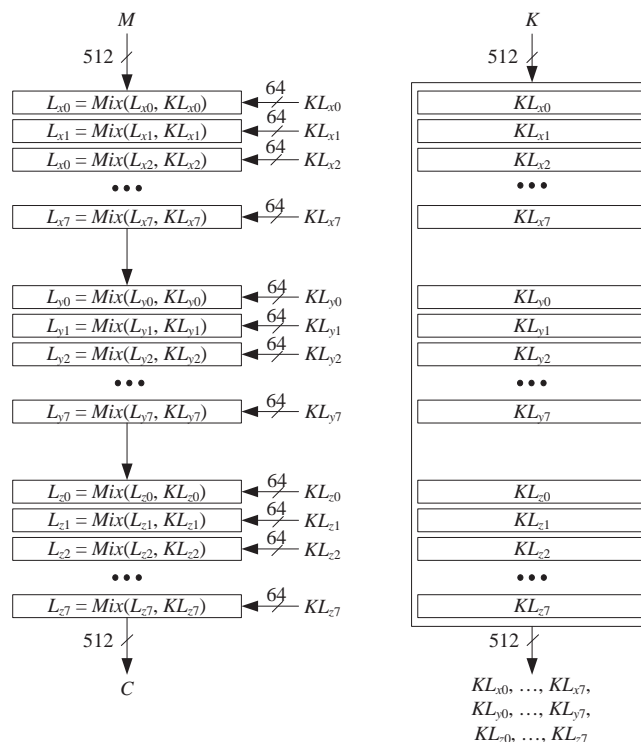 M K
512 512
L_x0 = Mix(L_x0, KL_x0) 64 KL_x0 KL_x0
L_x1 = Mix(L_x1, KL_x1) 64 KL_x1 KL_x1
L_x0 = Mix(L_x2, KL_x2) 64 KL_x2 KL_x2
••• •••
L_x7 = Mix(L_x7, KL_x7) 64 KL_x7 KL_x7
L_y0 = Mix(L_y0, KL_y0) 64 KL_y0 KL_y0
L_y1 = Mix(L_y1, KL_y1) 64 KL_y1 KL_y1
L_y2 = Mix(L_y2, KL_y2) 64 KL_y2 KL_y2
••• •••
L_y7 = Mix(L_y7, KL_y7) 64 KL_y7 KL_y7
L_z0 = Mix(L_z0, KL_z0) 64 KL_z0 KL_z0
L_z1 = Mix(L_z1, KL_z1) 64 KL_z1 KL_z1
L_z2 = Mix(L_z2, KL_z2) 64 KL_z2 KL_z2
••• •••
L_z7 = Mix(L_z7, KL_z7) 64 KL_z7 KL_z7
512 512
C KL_x0, …, KL_x7,
KL_y0, …, KL_y7,
KL_z0, …, KL_z7